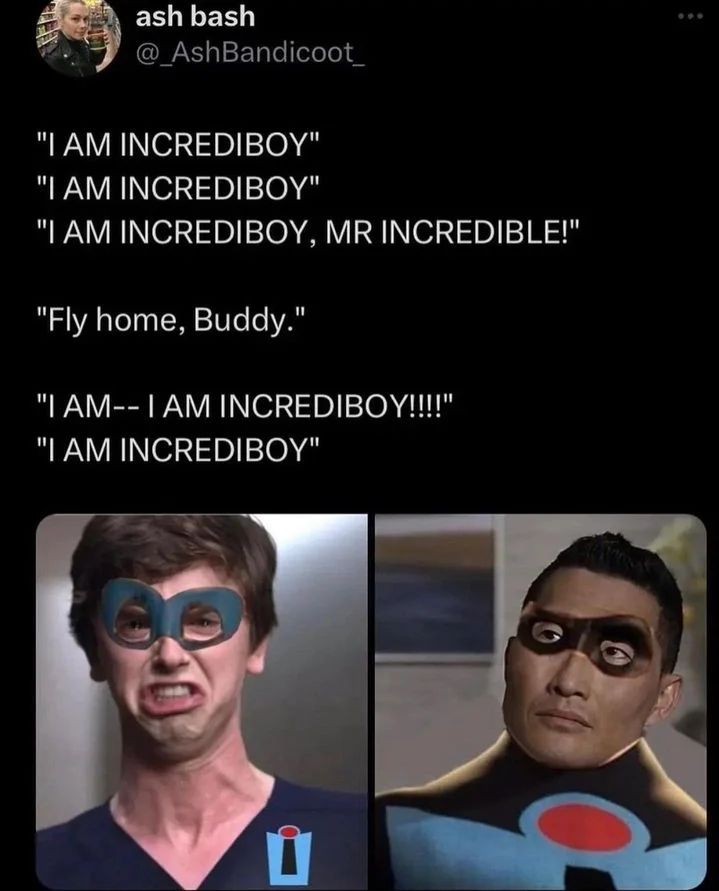 ash bash
@_AshBandicoot_
"I AM INCREDIBOY"
"I AM INCREDIBOY"
"I AM INCREDIBOY, MR INCREDIBLE!"
"Fly home, Buddy."
"I AM-- I AM INCREDIBOY!!!!"
"I AM INCREDIBOY"